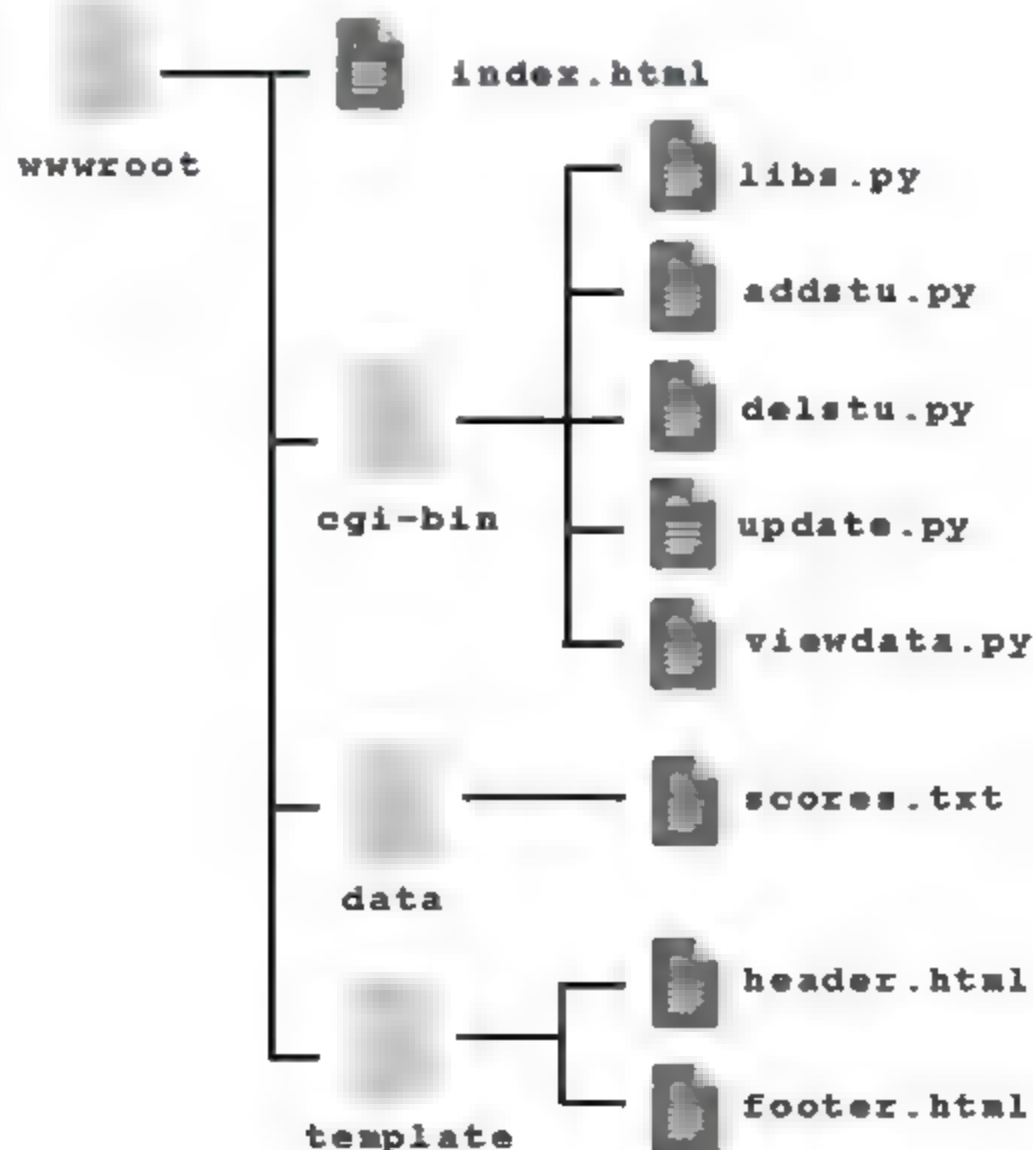 index.html
wwwroot
libs.py
addstu.py
delstu.py
cgi-bin
update.py
viewdata.py
scores.txt
data
header.html
footer.html
template